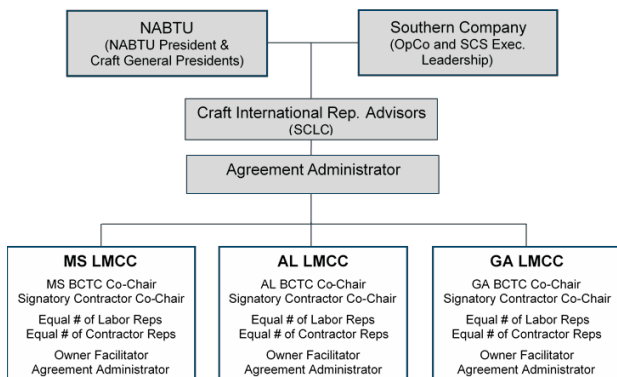 NABTU
(NABTU President &
Craft General Presidents)
Southern Company
(OpCo and SCS Exec.
Leadership)
Craft International Rep. Advisors
(SCLC)
Agreement Administrator
MS LMCC
MS BCTC Co-Chair
Signatory Contractor Co-Chair
Equal # of Labor Reps
Equal # of Contractor Reps
Owner Facilitator
Agreement Administrator
AL LMCC
AL BCTC Co-Chair
Signatory Contractor Co-Chair
Equal # of Labor Reps
Equal # of Contractor Reps
Owner Facilitator
Agreement Administrator
GA LMCC
GA BCTC Co-Chair
Signatory Contractor Co-Chair
Equal # of Labor Reps
Equal # of Contractor Reps
Owner Facilitator
Agreement Administrator